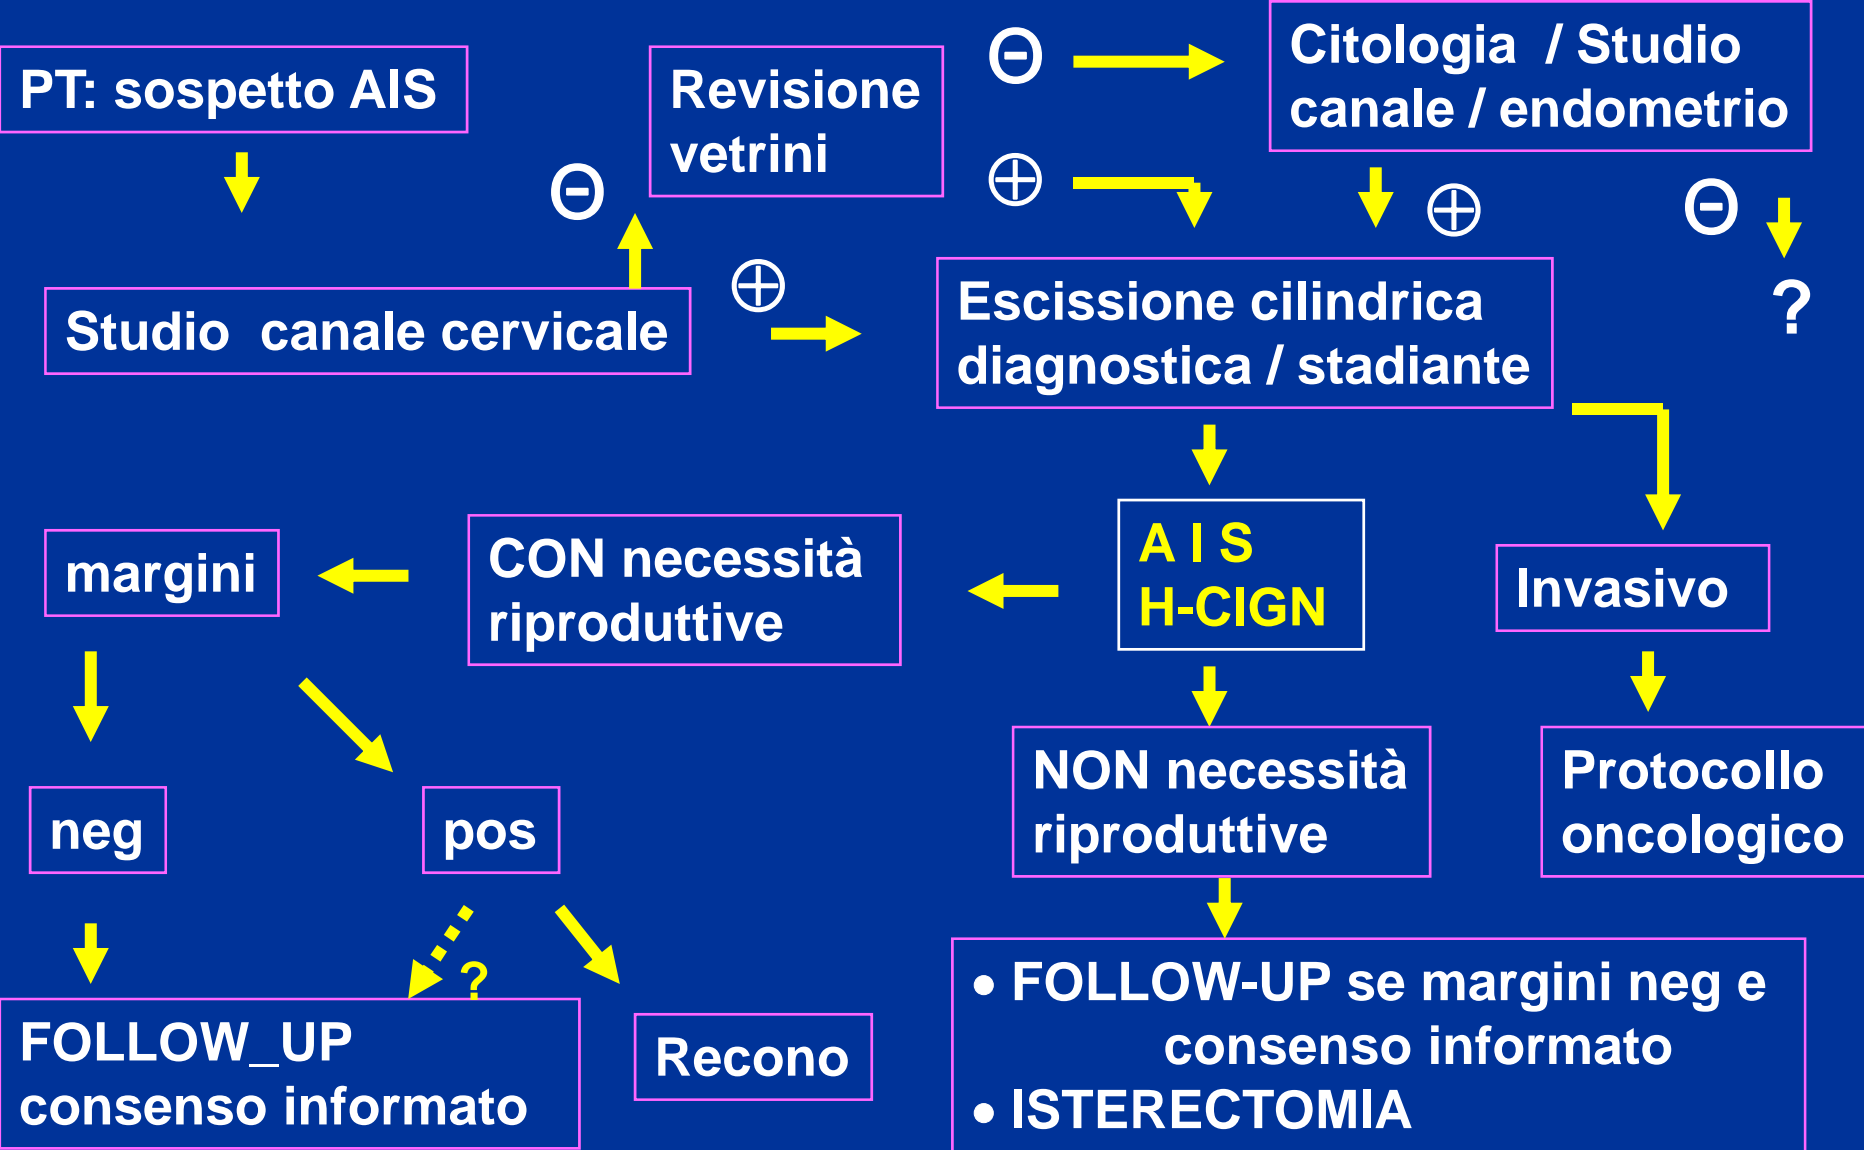 PT: sospetto AIS
Revisione
vetrini
Θ
Citologia / Studio
canale / endometrio
Θ
⊕
⊕
Θ
Studio canale cervicale
⊕
Escissione cilindrica
diagnostica / stadiante
?
margini
CON necessità
riproduttive
A I S
H-CIGN
Invasivo
neg
pos
NON necessità
riproduttive
Protocollo
oncologico
?
FOLLOW_UP
consenso informato
Recono
• FOLLOW-UP se margini neg e
consenso informato
• ISTERECTOMIA